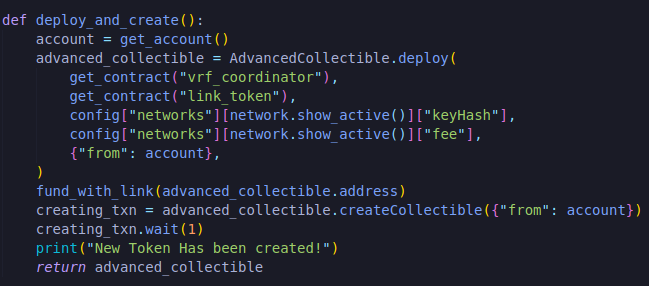 def deploy_and_create():
    account = get_account()
    advanced_collectible = AdvancedCollectible.deploy(
        get_contract("vrf_coordinator"),
        get_contract("link_token"),
        config["networks"][network.show_active()]["keyHash"],
        config["networks"][network.show_active()]["fee"],
        {"from": account},
    )
    fund_with_link(advanced_collectible.address)
    creating_txn = advanced_collectible.createCollectible({"from": account})
    creating_txn.wait(1)
    print("New Token Has been created!")
    return advanced_collectible